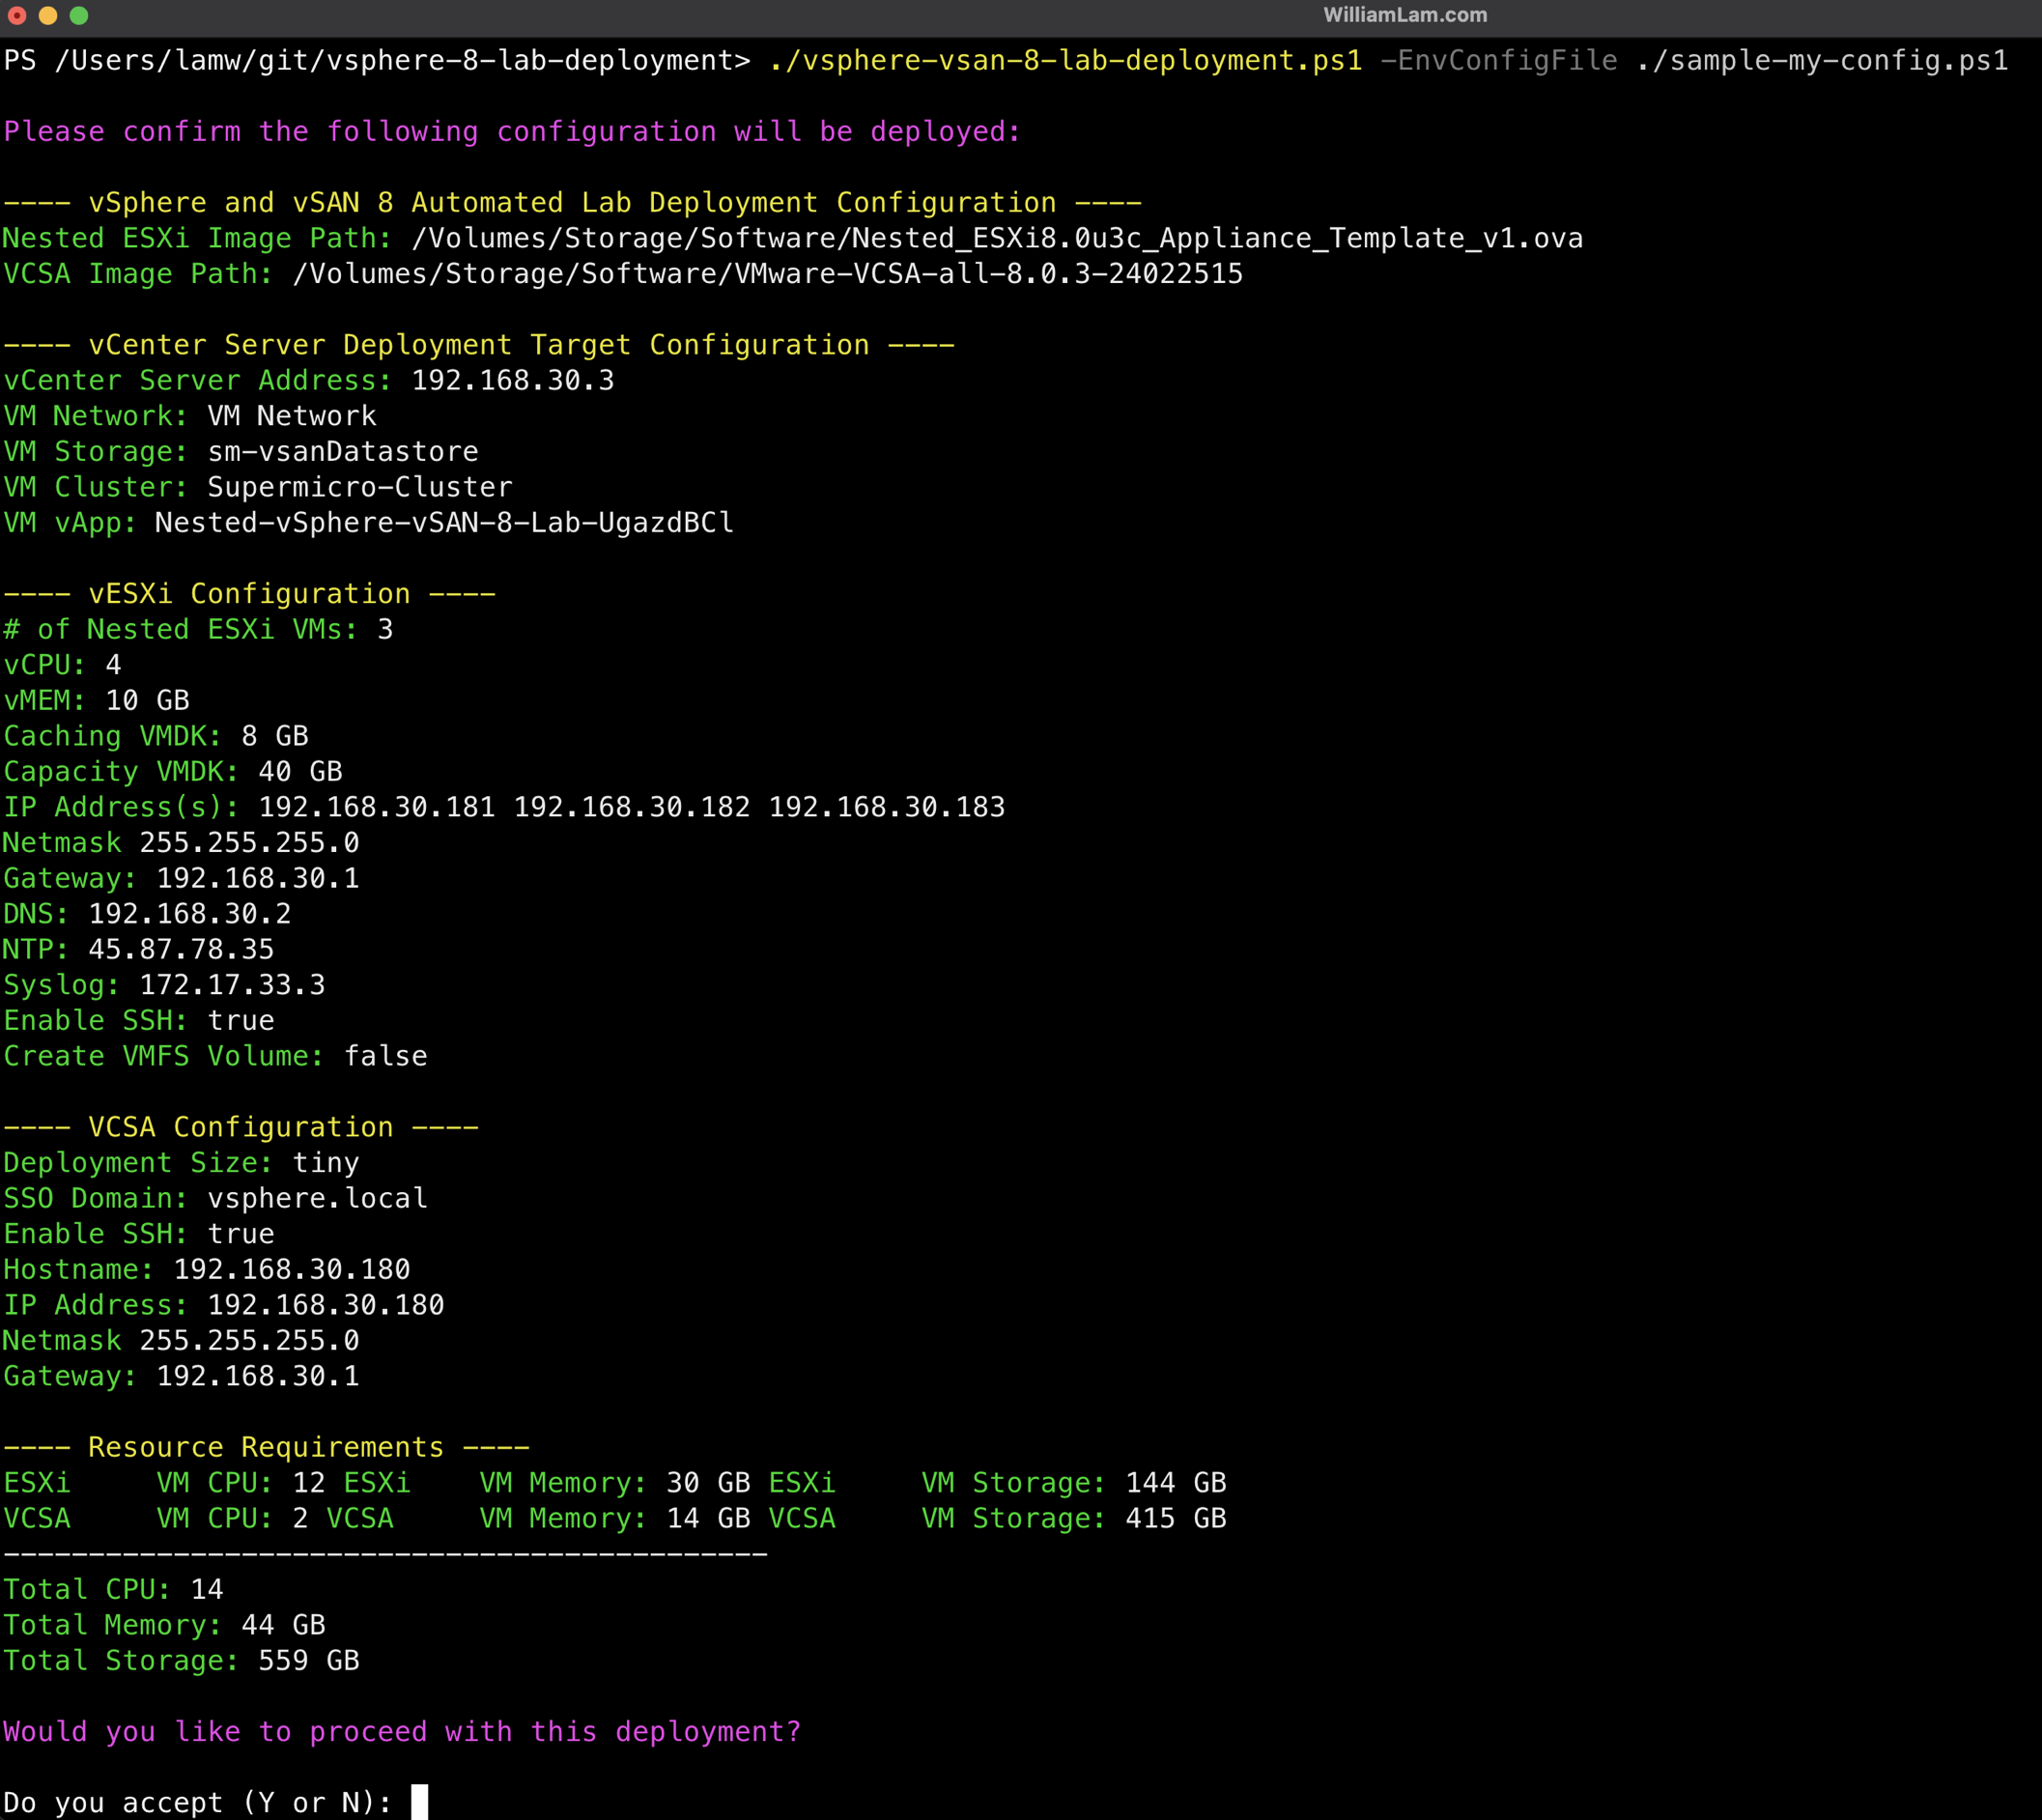 WilliamLam.com
PS /Users/lamw/git/vsphere-8-lab-deployment> ./vsphere-vsan-8-lab-deployment.ps1 -EnvConfigFile ./sample-my-config.ps1
Please confirm the following configuration will be deployed:
---- vSphere and vSAN 8 Automated Lab Deployment Configuration ----
Nested ESXi Image Path: /Volumes/Storage/Software/Nested_ESXi8.0u3c_Appliance_Template_v1.ova
VCSA Image Path: /Volumes/Storage/Software/VMware-VCSA-all-8.0.3-24022515
---- vCenter Server Deployment Target Configuration ----
vCenter Server Address: 192.168.30.3
VM Network: VM Network
VM Storage: sm-vsanDatastore
VM Cluster: Supermicro-Cluster
VM vApp: Nested-vSphere-vSAN-8-Lab-UgazdBCl
---- vESXi Configuration ----
# of Nested ESXi VMs: 3
vCPU: 4
vMEM: 10 GB
Caching VMDK: 8 GB
Capacity VMDK: 40 GB
IP Address(s): 192.168.30.181 192.168.30.182 192.168.30.183
Netmask 255.255.255.0
Gateway: 192.168.30.1
DNS: 192.168.30.2
NTP: 45.87.78.35
Syslog: 172.17.33.3
Enable SSH: true
Create VMFS Volume: false
---- VCSA Configuration ----
Deployment Size: tiny
SSO Domain: vsphere.local
Enable SSH: true
Hostname: 192.168.30.180
IP Address: 192.168.30.180
Netmask 255.255.255.0
Gateway: 192.168.30.1
---- Resource Requirements ----
ESXi     VM CPU: 12 ESXi    VM Memory: 30 GB ESXi     VM Storage: 144 GB
VCSA     VM CPU: 2 VCSA     VM Memory: 14 GB VCSA     VM Storage: 415 GB
---------------------------------------------
Total CPU: 14
Total Memory: 44 GB
Total Storage: 559 GB
Would you like to proceed with this deployment?
Do you accept (Y or N):